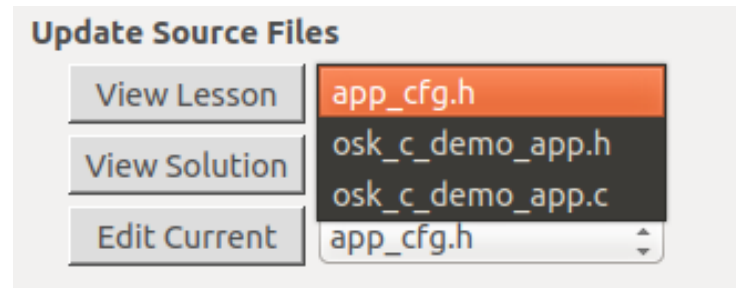 Update Source Files
View Lesson app_cfg.h
osk_c_demo_app.h
View Solution
osk_c_demo_app.c
Edit Current app_cfg.h